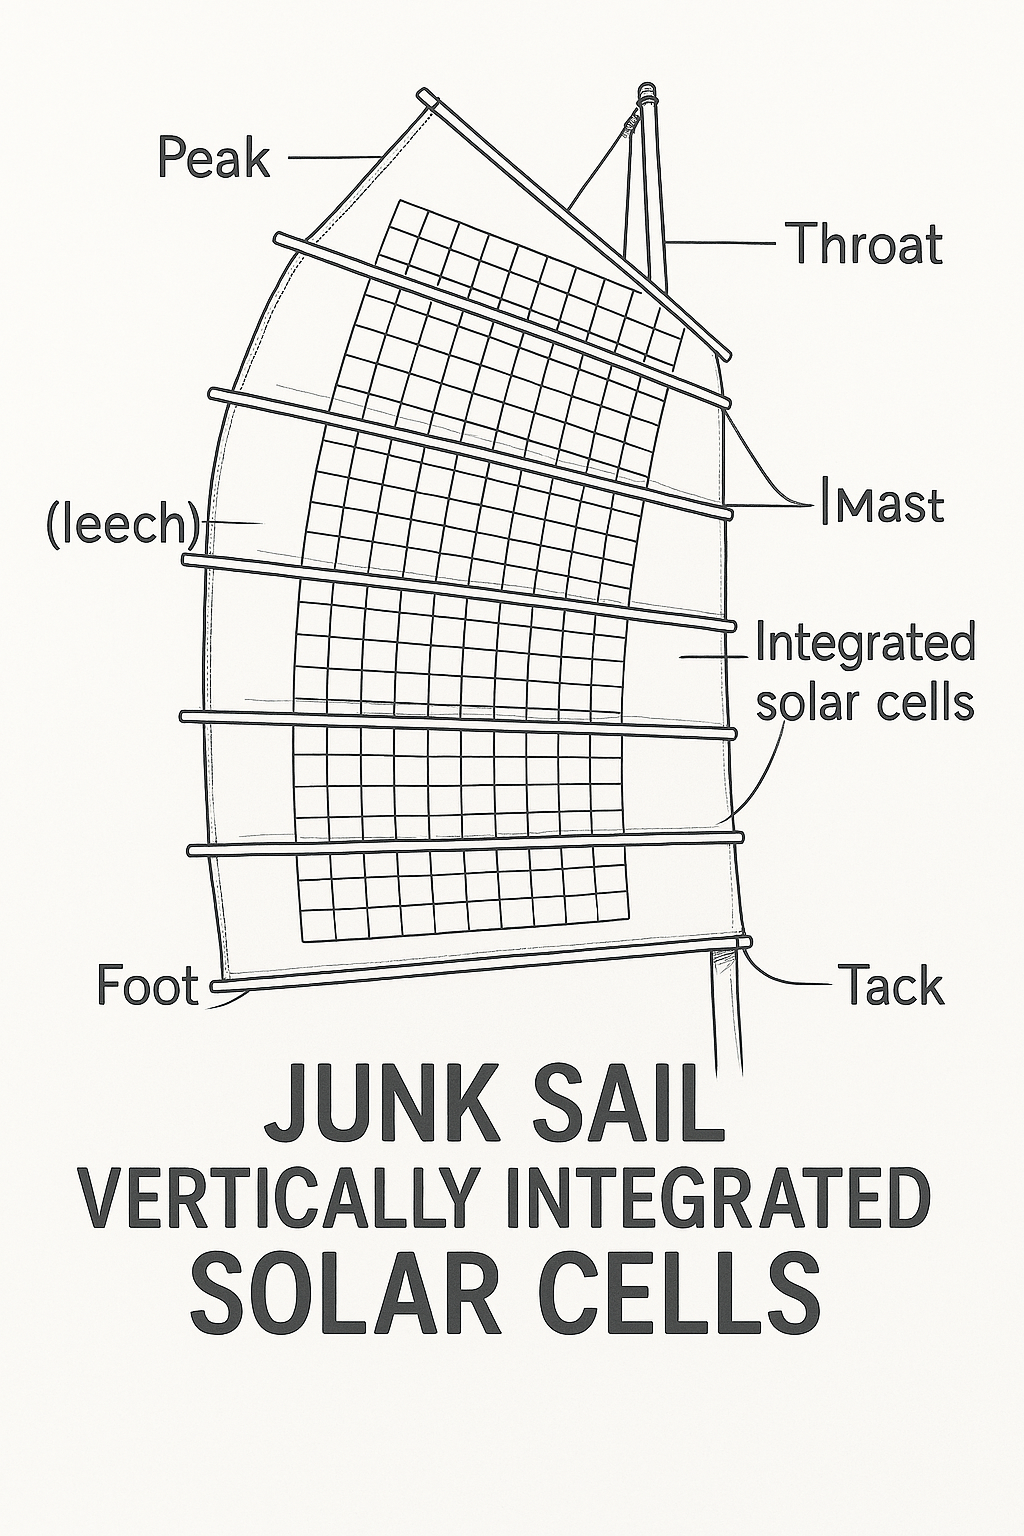 Peak
Throat
(leech)
|Mast
Integrated
solar cells
Foot
Tack
JUNK SAIL
VERTICALLY INTEGRATED
SOLAR CELLS